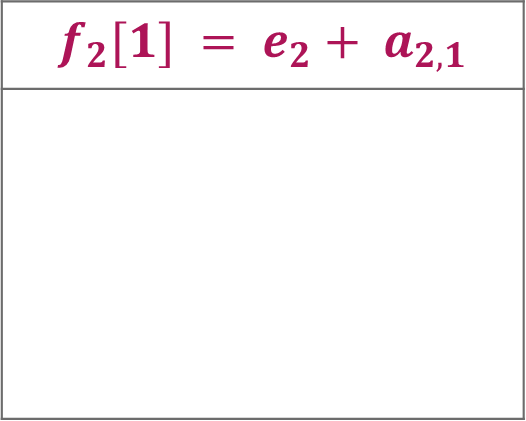 f₂[1] = e₂ + a₂,₁